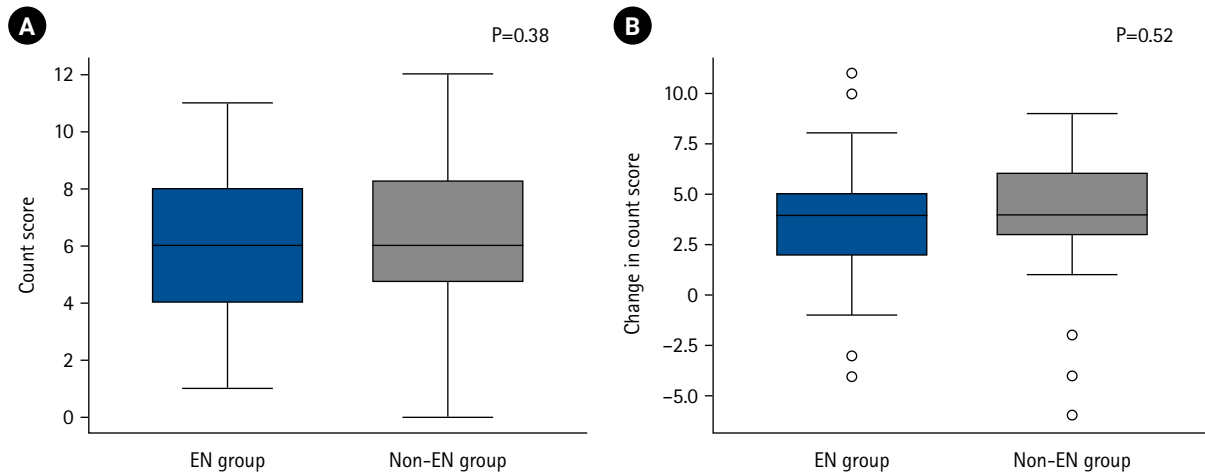 A
P=0.38
Count score
12
10
8
6
4
2
0
EN group
Non-EN group
B
P=0.52
Change in count score
10.0
7.5
5.0
2.5
0
−2.5
−5.0
EN group
Non-EN group